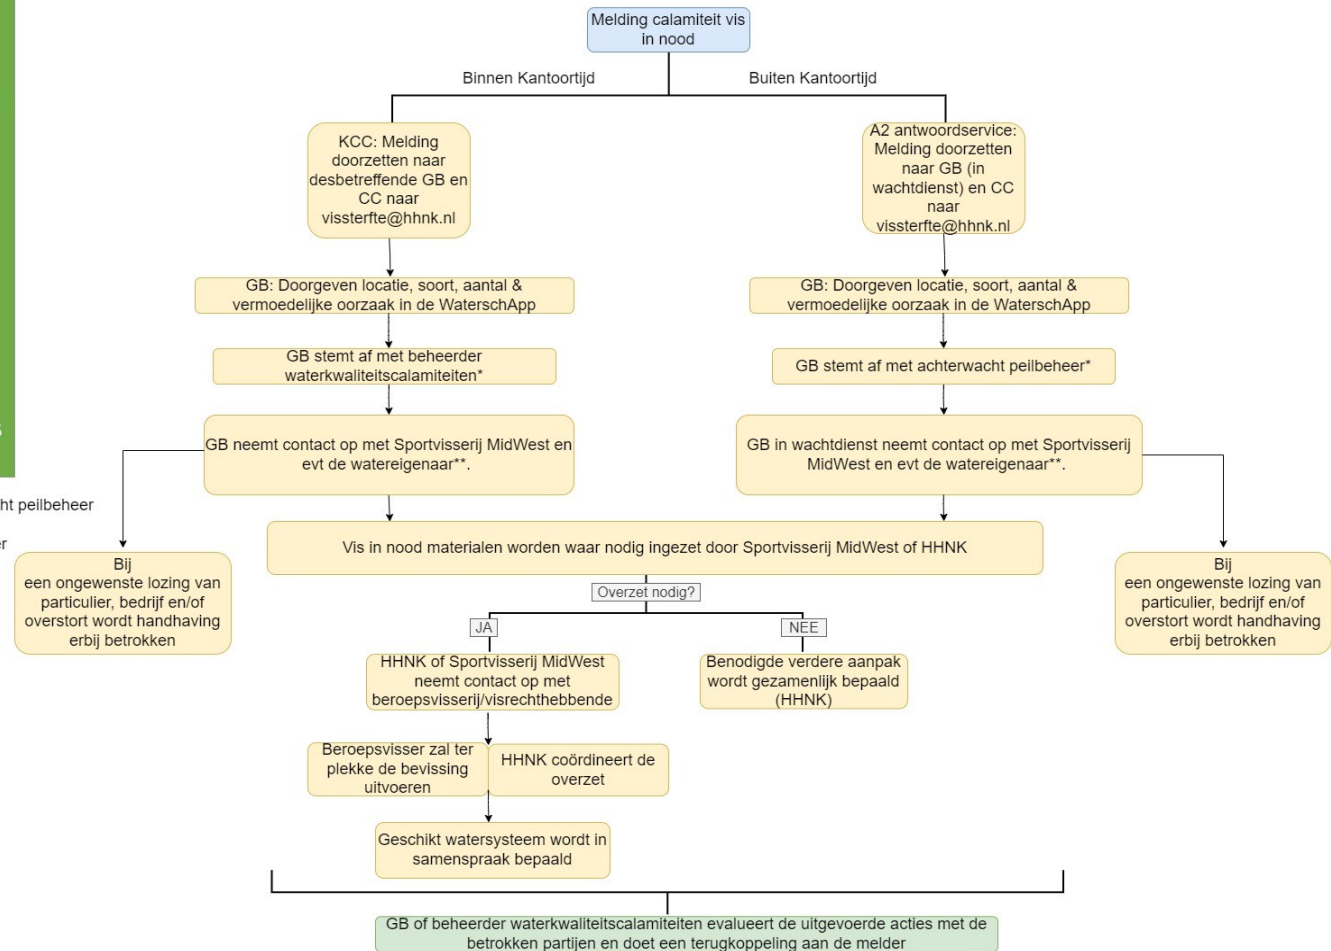 Melding calamiteit vis
in nood
Binnen Kantoortijd
Buiten Kantoortijd
KCC: Melding
doorzetten naar
desbetreffende GB en
CC naar
vissterfte@hhnk.nl
A2 antwoordservice:
Melding doorzetten
naar GB (in
wachtdienst) en CC
naar
vissterfte@hhnk.nl
GB: Doorgeven locatie, soort, aantal &
vermoedelijke oorzaak in de WaterschApp
GB: Doorgeven locatie, soort, aantal &
vermoedelijke oorzaak in de WaterschApp
GB stemt af met beheerder
waterkwaliteitscalamiteiten*
GB stemt af met achterwacht peilbeheer*
GB neemt contact op met Sportvisserij MidWest en
evt de watereigenaar**.
GB in wachtdienst neemt contact op met Sportvisserij
MidWest en evt de watereigenaar**.
ht peilbeheer
er
Bij
een ongewenste lozing van
particulier, bedrijf en/of
overstort wordt handhaving
erbij betrokken
Vis in nood materialen worden waar nodig ingezet door Sportvisserij MidWest of HHNK
Bij
een ongewenste lozing van
particulier, bedrijf en/of
overstort wordt handhaving
erbij betrokken
Overzet nodig?
JA
NEE
HHNK of Sportvisserij MidWest
neemt contact op met
beroepsvisserij/visrechthebbende
Benodigde verdere aanpak
wordt gezamenlijk bepaald
(HHNK)
Beroepsvisser zal ter
plekke de bevissing
uitvoeren
HHNK coördineert de
overzet
Geschikt watersysteem wordt in
samenspraak bepaald
GB of beheerder waterkwaliteitscalamiteiten evalueert de uitgevoerde acties met de
betrokken partijen en doet een terugkoppeling aan de melder